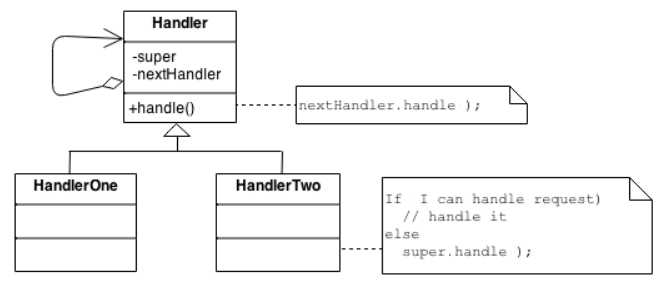 Handler
-super
-nextHandler
+handle()
nextHandler.handle );
HandlerOne
HandlerTwo
If I can handle request)
// handle it
else
super.handle );